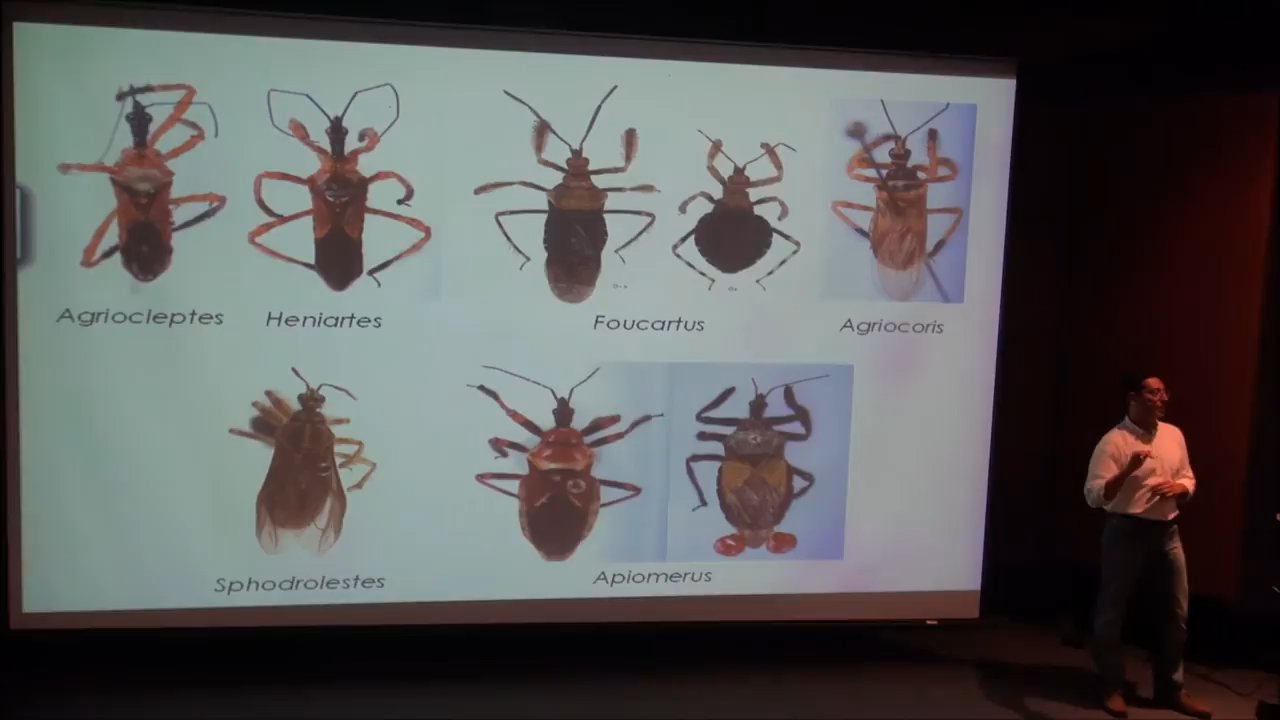 Agriocleptes
Heniartes
Foucartus
Agriocoris
Sphodrolestes
Apiomerus